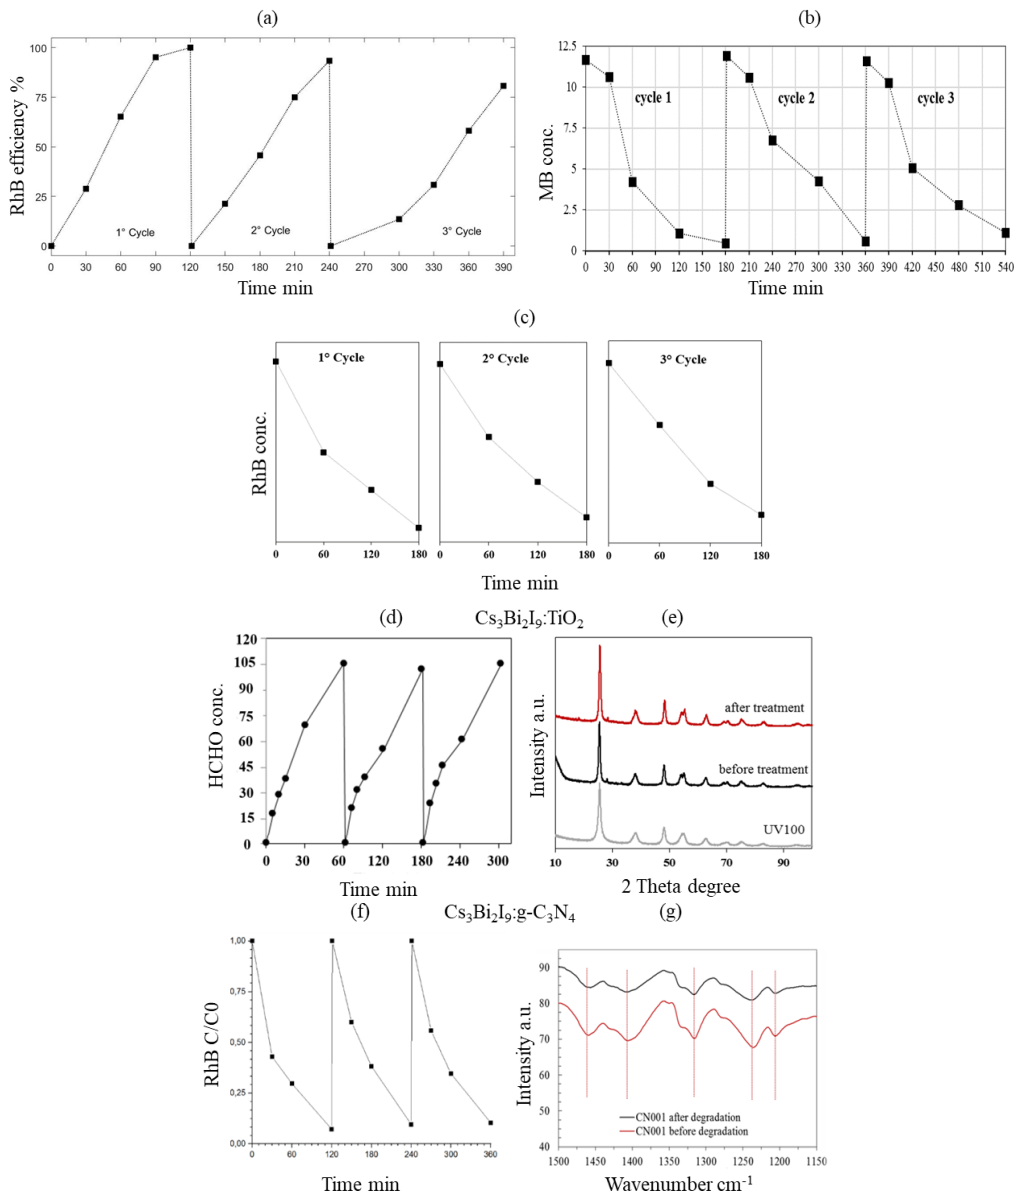 (a)
RhB efficiency %
100
75
50
25
0
1° Cycle
2° Cycle
3° Cycle
0 30 60 90 120 150 180 210 240 270 300 330 360 390
Time min
(b)
MB conc.
12.5
10
7.5
5
2.5
0
cycle 1
cycle 2
cycle 3
0 30 60 90 120 150 180 210 240 270 300 330 360 390 420 450 480 510 540
Time min
(c)
RhB conc.
1° Cycle
2° Cycle
3° Cycle
0 60 120 180
0 60 120 180
0 60 120 180
Time min
(d)
Cs₃Bi₂I₉:TiO₂
(e)
HCHO conc.
120
105
90
75
60
45
30
15
0
0 60 120 180 240 300
Time min
Intensity a.u.
after treatment
before treatment
UV100
10 30 50 70 90
2 Theta degree
(f)
Cs₃Bi₂I₉:g-C₃N₄
(g)
RhB C/C0
1,00
0,75
0,50
0,25
0,00
0 60 120 180 240 300 360
Time min
Intensity a.u.
90
80
70
60
50
40
CN001 after degradation
CN001 before degradation
1500 1450 1400 1350 1300 1250 1200 1150
Wavenumber cm⁻¹